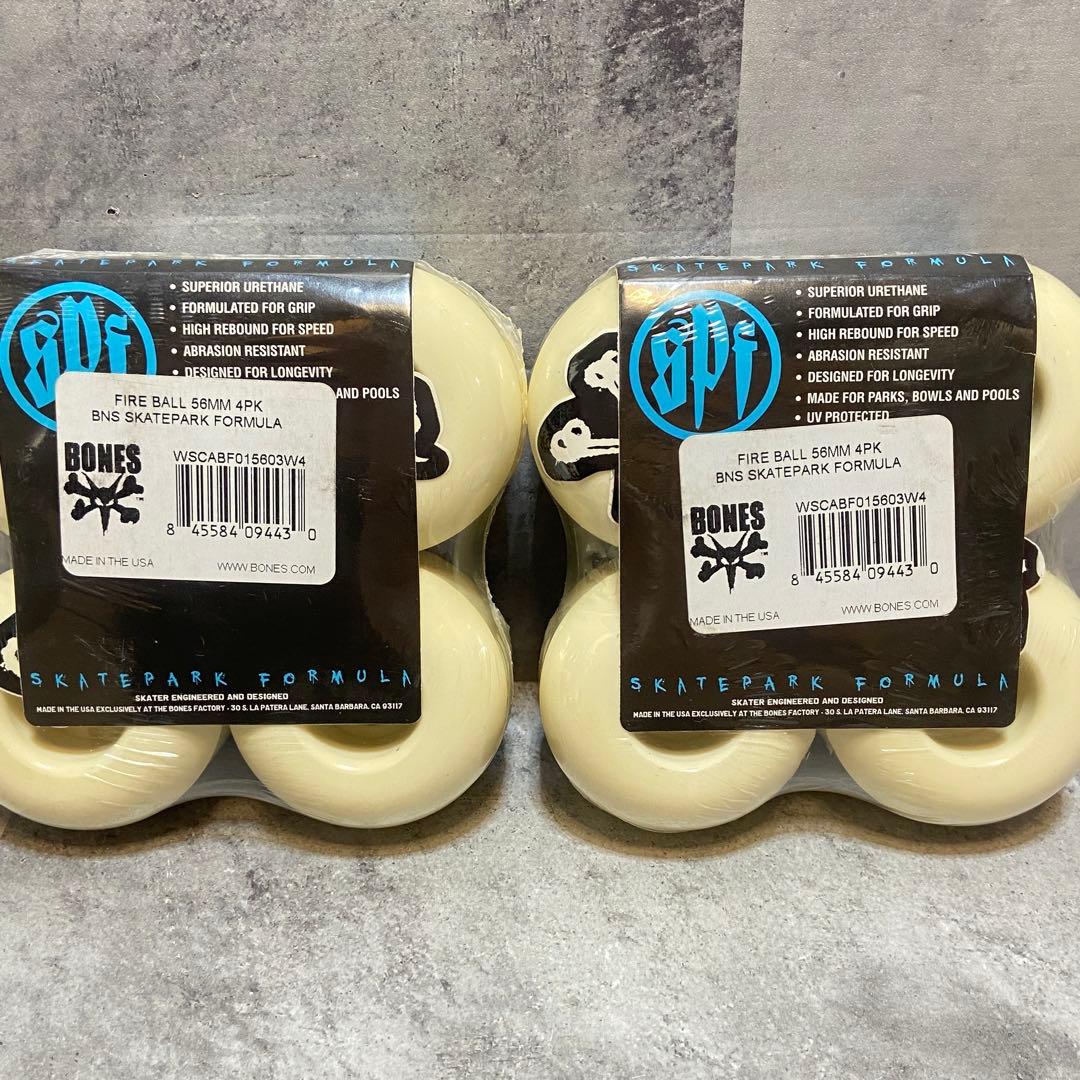 SKATEPARK FORMULA
SPf
• SUPERIOR URETHANE
• FORMULATED FOR GRIP
• HIGH REBOUND FOR SPEED
• ABRASION RESISTANT
• DESIGNED FOR LONGEVITY
AND POOLS
FIRE BALL 56MM 4PK
BNS SKATEPARK FORMULA
BONES
TM
WSCABF015603W4
8 45584 09443 0
MADE IN THE USA
WWW.BONES.COM
SKATEPARK FORMULA
SKATER ENGINEERED AND DESIGNED
MADE IN THE USA EXCLUSIVELY AT THE BONES FACTORY - 30 S. LA PATERA LANE, SANTA BARBARA, CA 93117
SKATEPARK FORMULA
SPf
• SUPERIOR URETHANE
• FORMULATED FOR GRIP
• HIGH REBOUND FOR SPEED
• ABRASION RESISTANT
• DESIGNED FOR LONGEVITY
• MADE FOR PARKS, BOWLS AND POOLS
• UV PROTECTED
FIRE BALL 56MM 4PK
BNS SKATEPARK FORMULA
BONES
TM
WSCABF015603W4
8 45584 09443 0
MADE IN THE USA
WWW.BONES.COM
SKATEPARK FORMULA
SKATER ENGINEERED AND DESIGNED
MADE IN THE USA EXCLUSIVELY AT THE BONES FACTORY - 30 S. LA PATERA LANE, SANTA BARBARA, CA 93117